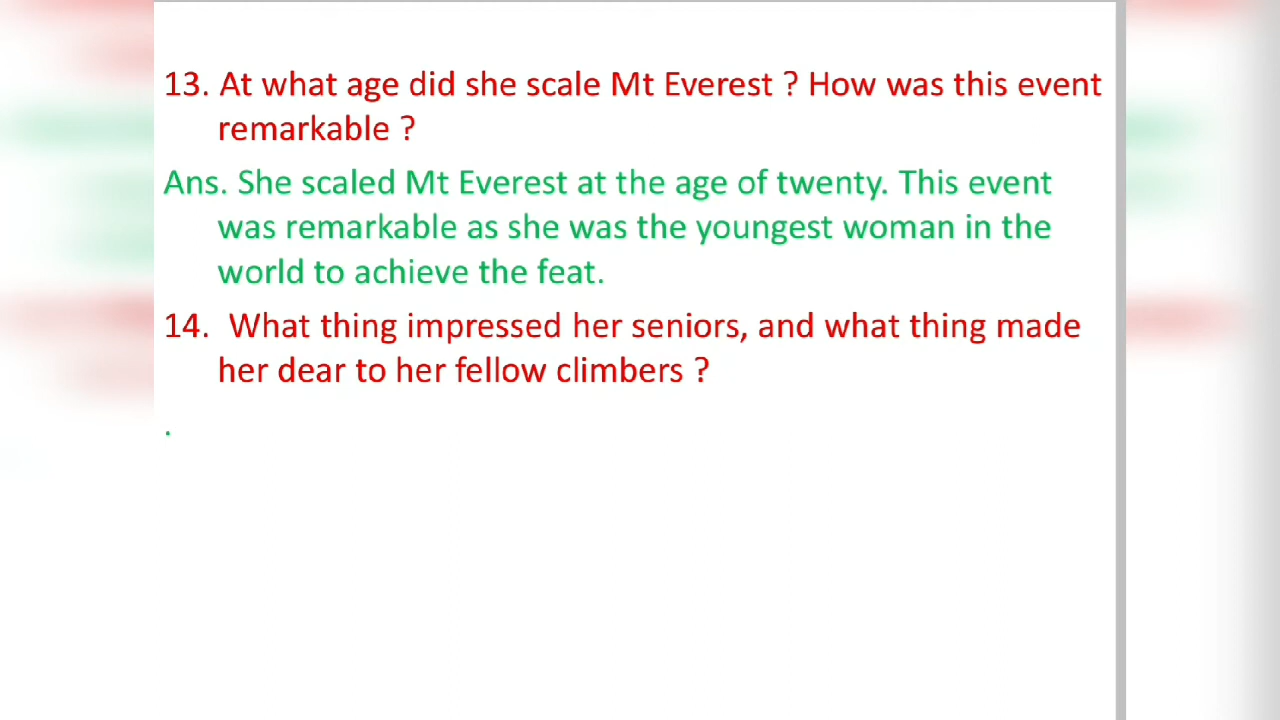 13. At what age did she scale Mt Everest ? How was this event
remarkable ?
Ans. She scaled Mt Everest at the age of twenty. This event
was remarkable as she was the youngest woman in the
world to achieve the feat.
14. What thing impressed her seniors, and what thing made
her dear to her fellow climbers ?
.